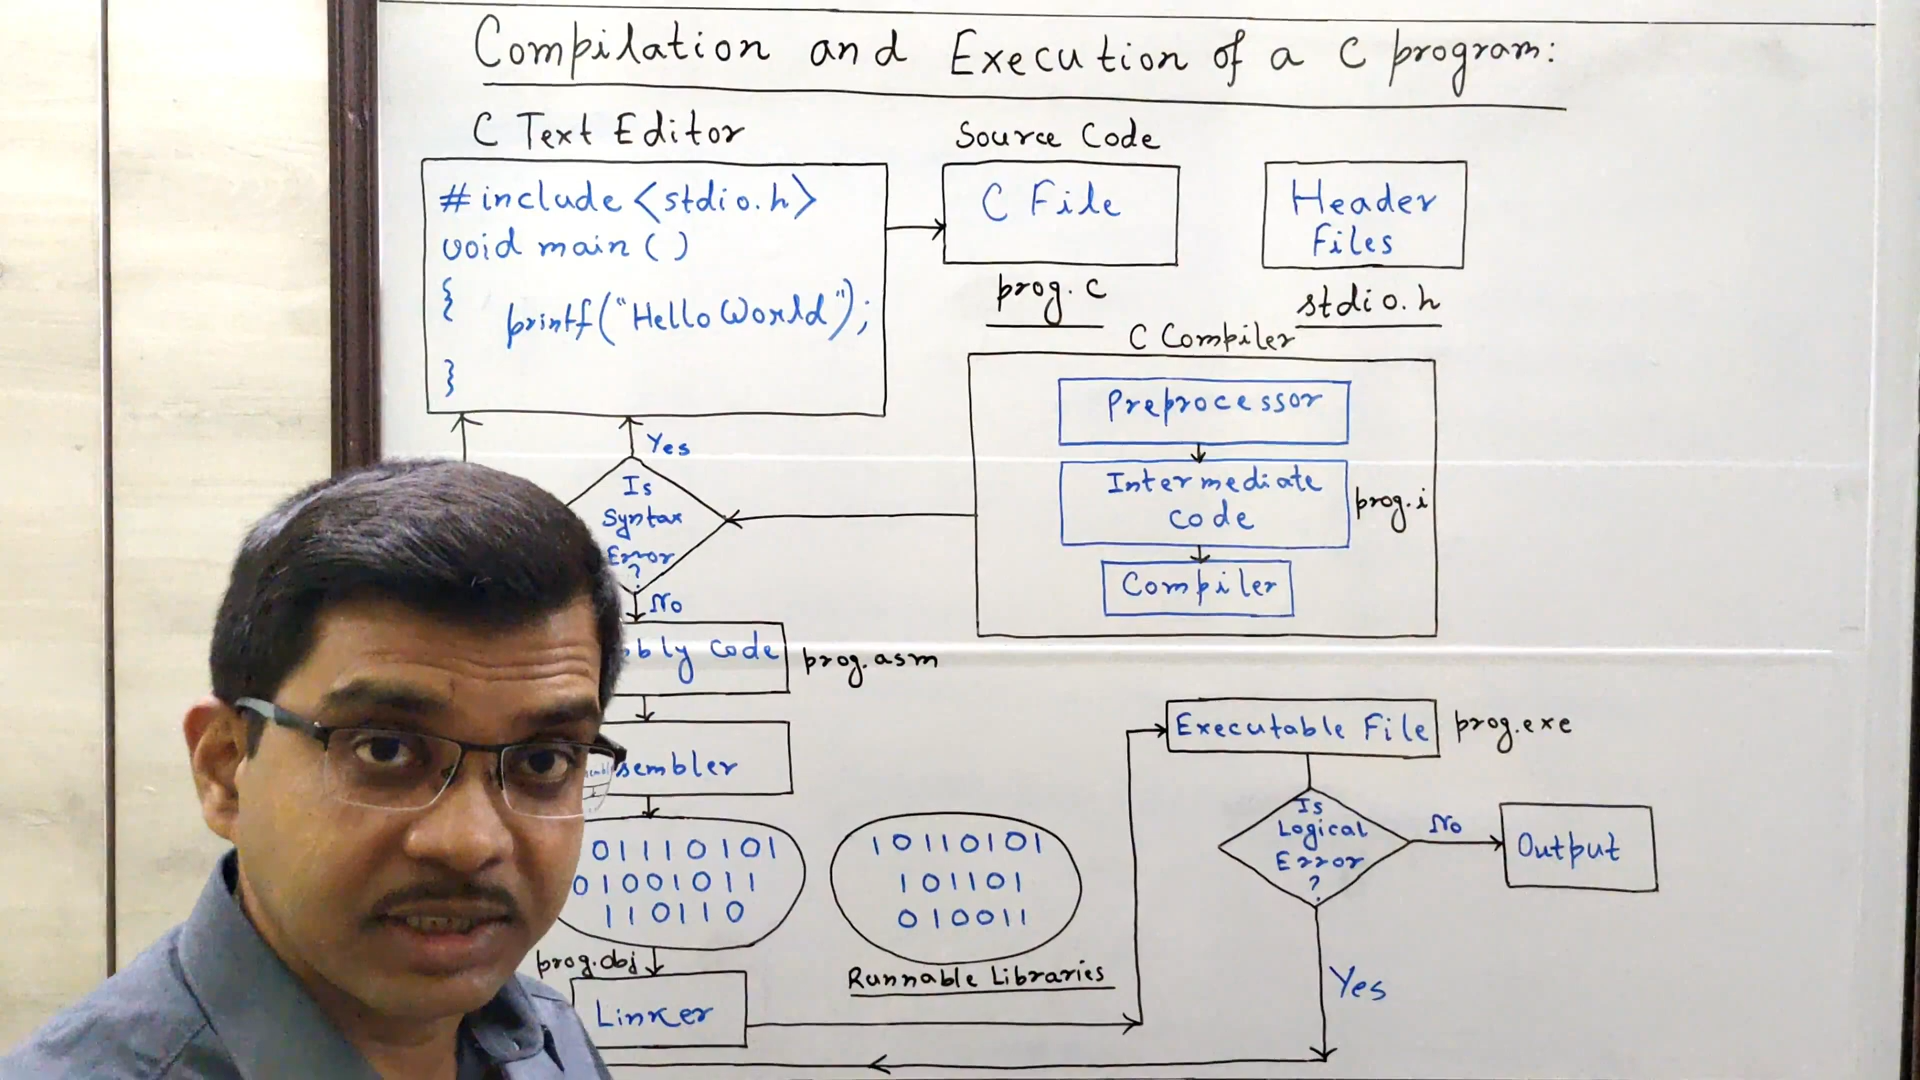 Compilation and Execution of a C program:
C Text Editor
#include <stdio.h>
void main ( )
{
printf("Hello World");
}
Source Code
C File
prog.c
Header
Files
stdio.h
C Compiler
Preprocessor
Intermediate
code
prog.i
Compiler
Yes
Is
Syntax
Error
?
No
code
prog.asm
01110101
01001011
110110
prog.obj
Linker
10110101
101101
010011
Runnable Libraries
Executable File
prog.exe
Is
Logical
Error
?
No
Output
Yes